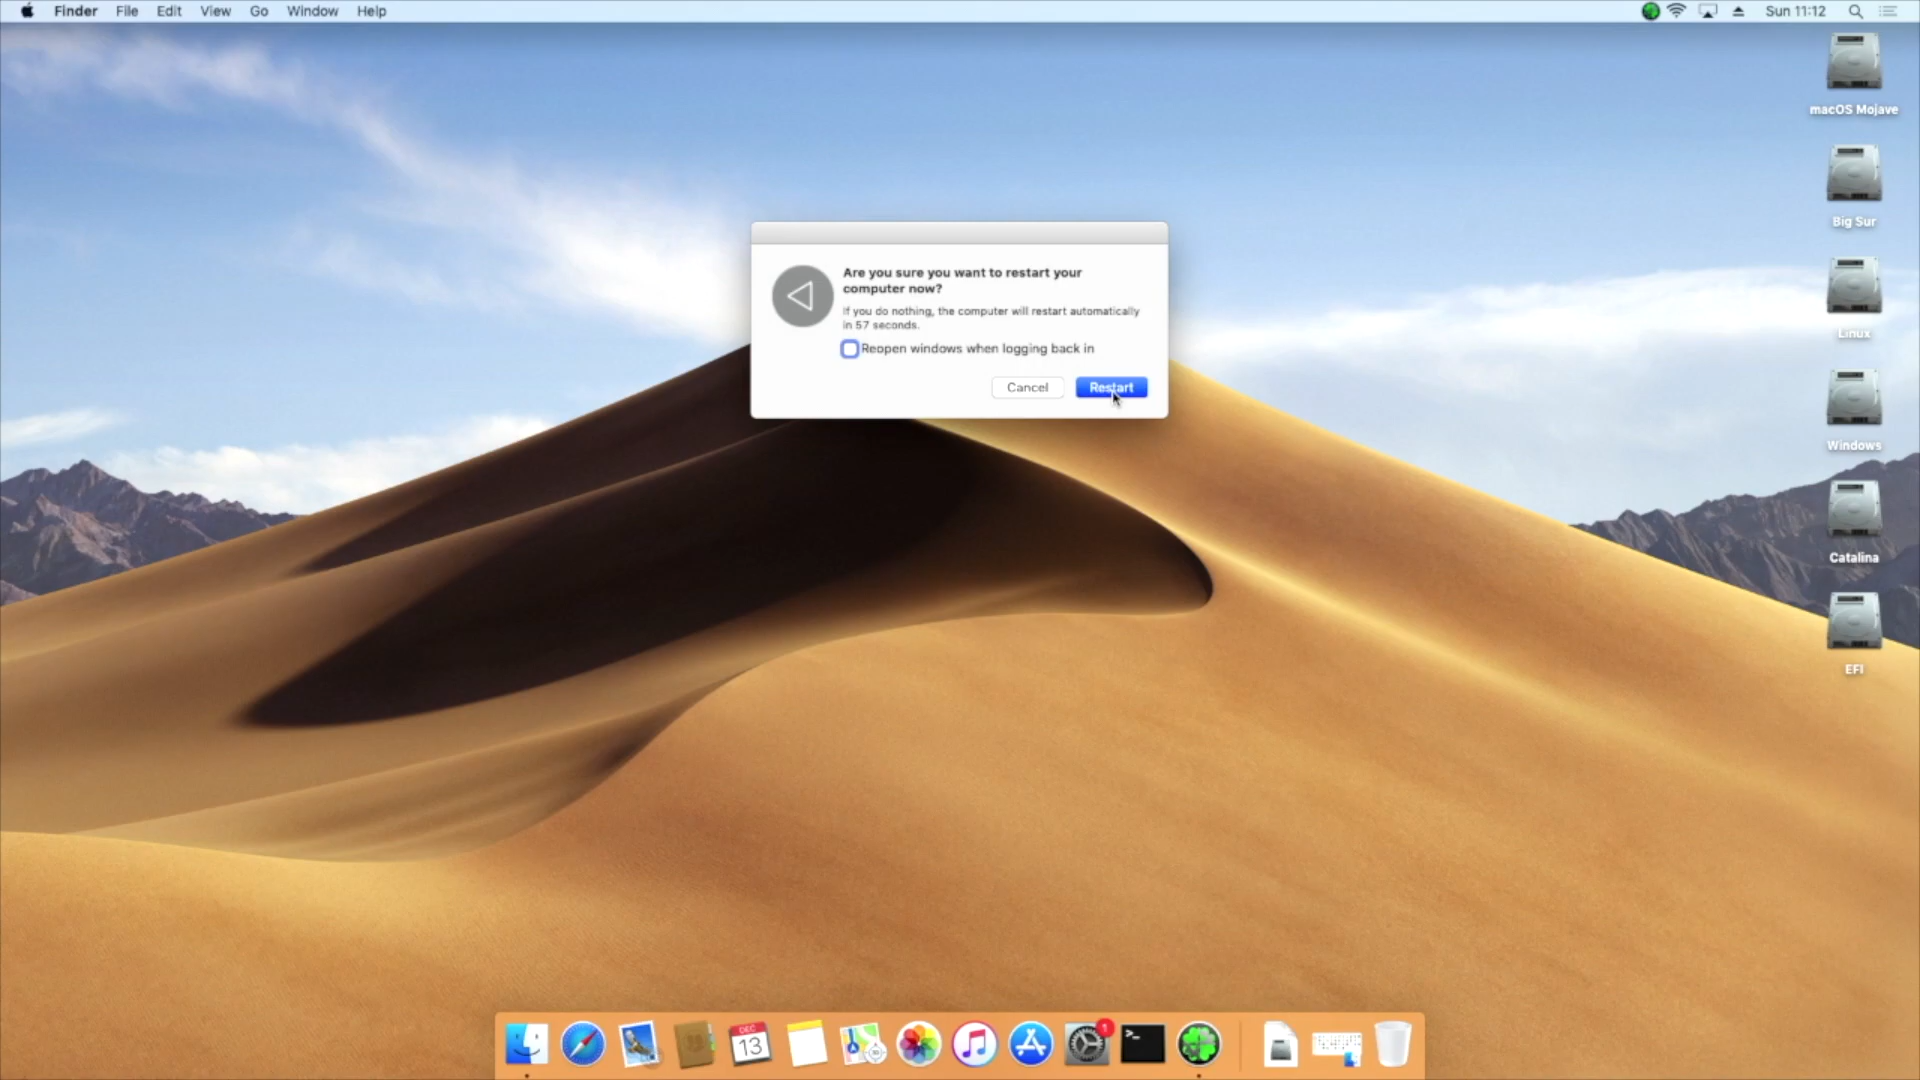 Finder File Edit View Go Window Help
Sun 11:12
macOS Mojave
Big Sur
Linux
Windows
Catalina
EFI
Are you sure you want to restart your
computer now?
If you do nothing, the computer will restart automatically
in 57 seconds.
Reopen windows when logging back in
Cancel Restart
DEC
13
1